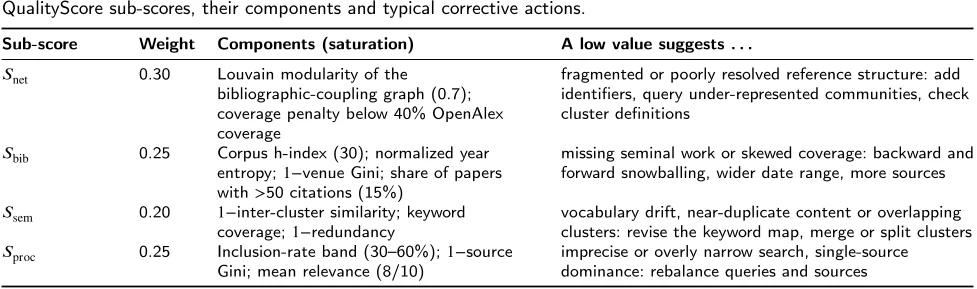 QualityScore sub-scores, their components and typical corrective actions.
Sub-score Weight Components (saturation) A low value suggests ...
S_net 0.30 Louvain modularity of the fragmented or poorly resolved reference structure: add
bibliographic-coupling graph (0.7); identifiers, query under-represented communities, check
coverage penalty below 40% OpenAlex cluster definitions
coverage
S_bib 0.25 Corpus h-index (30); normalized year missing seminal work or skewed coverage: backward and
entropy; 1−venue Gini; share of papers forward snowballing, wider date range, more sources
with >50 citations (15%)
S_sem 0.20 1−inter-cluster similarity; keyword vocabulary drift, near-duplicate content or overlapping
coverage; 1−redundancy clusters: revise the keyword map, merge or split clusters
S_proc 0.25 Inclusion-rate band (30–60%); 1−source imprecise or overly narrow search, single-source
Gini; mean relevance (8/10) dominance: rebalance queries and sources